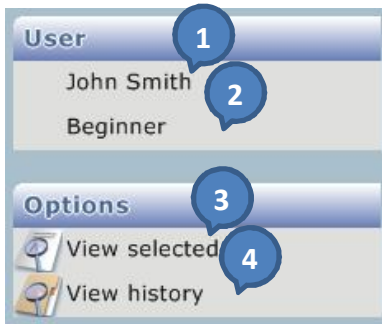 User
1
John Smith
2
Beginner
Options
3
View selected
4
View history